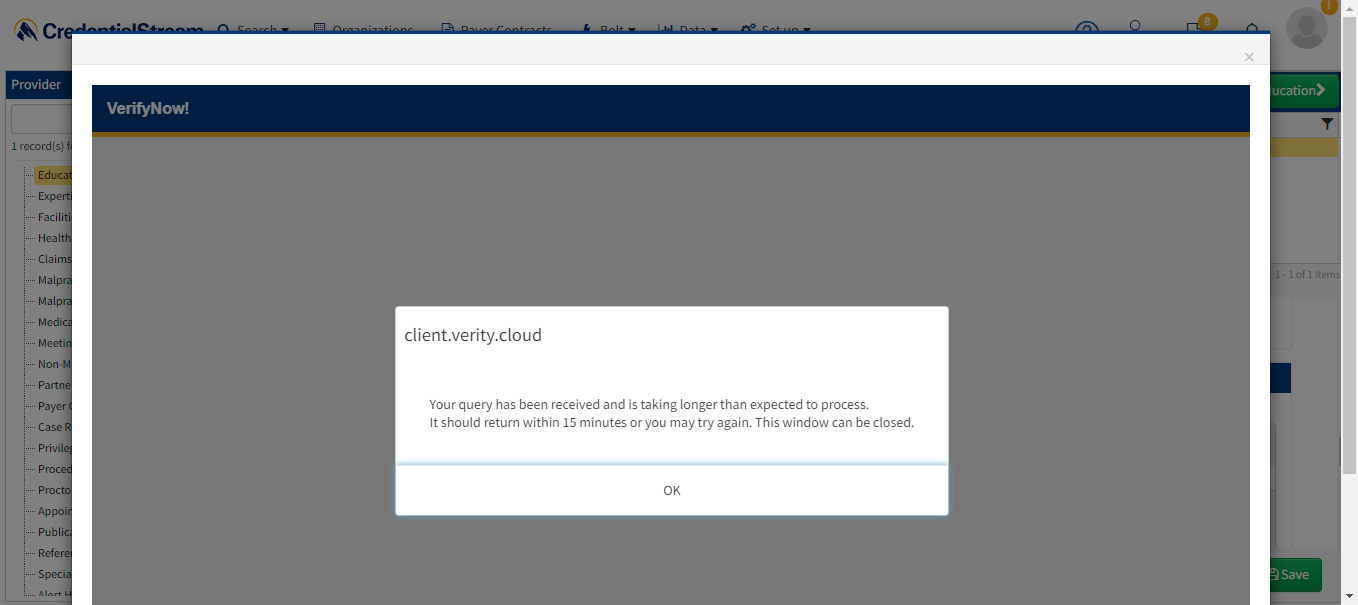 CredentialStream
Search
Organizations
Payer Contracts
Bolt
Data
Set up
8
!
×
Provider
ucation
VerifyNow!
1 record(s) f
Educat
Experti
Faciliti
Health
Claims
Malpra
Malpra
Medica
Meetin
Non-M
Partne
Payer
Case R
Privileg
Proced
Procto
Appoin
Publica
Refere
Specia
Alert H
1 - 1 of 1 items
client.verity.cloud
Your query has been received and is taking longer than expected to process.
It should return within 15 minutes or you may try again. This window can be closed.
OK
Save